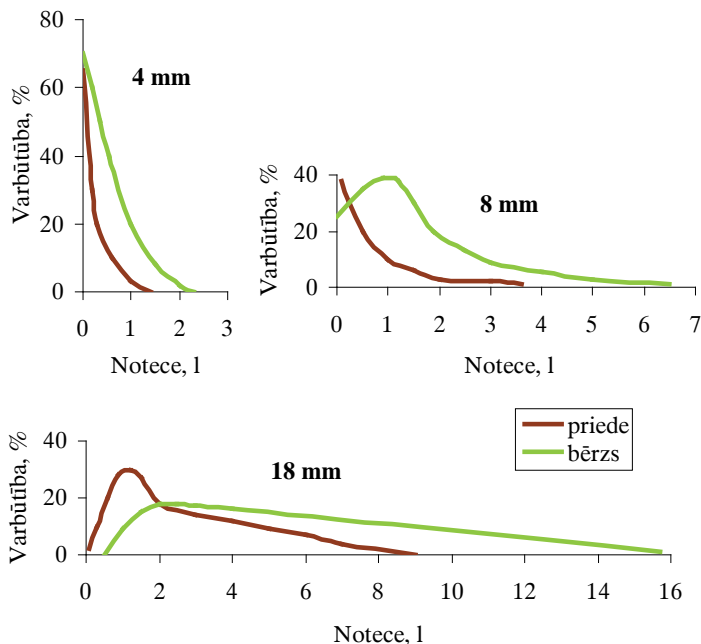 80
60
40
20
0
Varbūtūba, %
4 mm
0 1 2 3
Notece, l
40
20
0
Varbūtība, %
8 mm
0 1 2 3 4 5 6 7
Notece, l
priede
bērzs
40
20
0
Varbūtība, %
18 mm
0 2 4 6 8 10 12 14 16
Notece, l